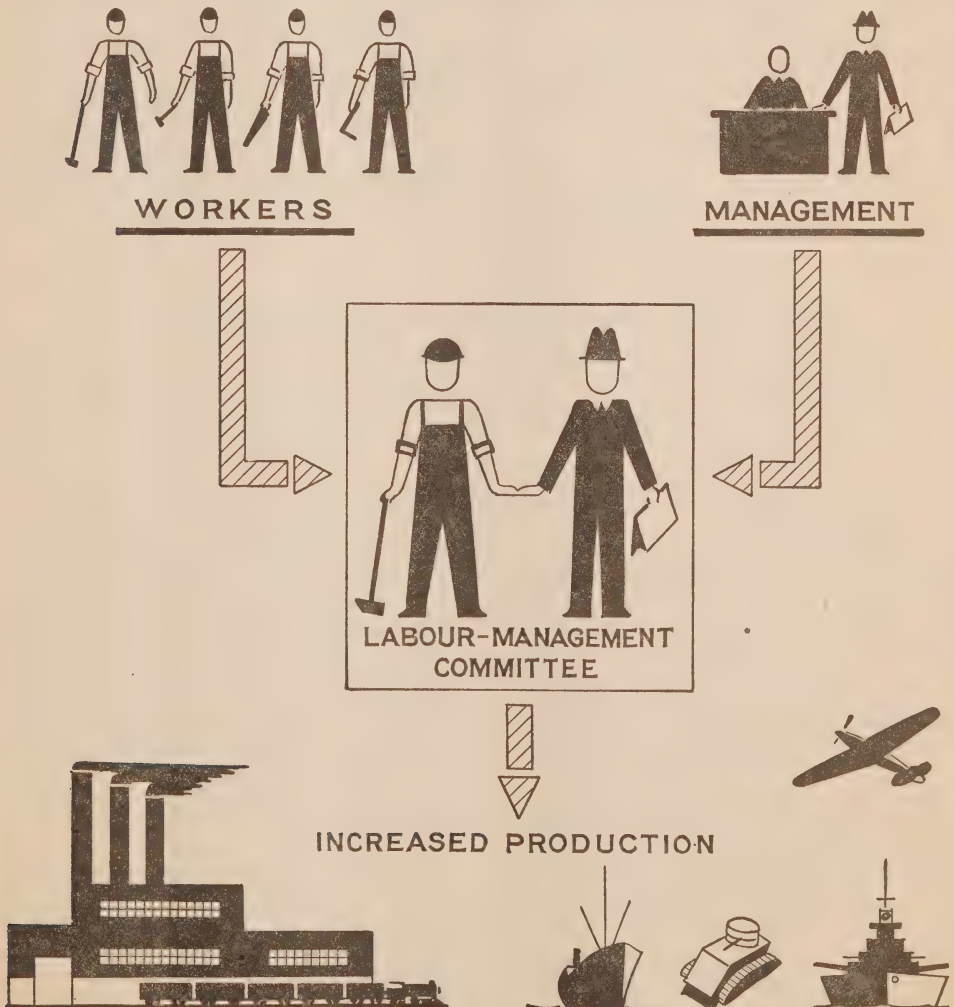 WORKERS
MANAGEMENT
LABOUR-MANAGEMENT
COMMITTEE
INCREASED PRODUCTION